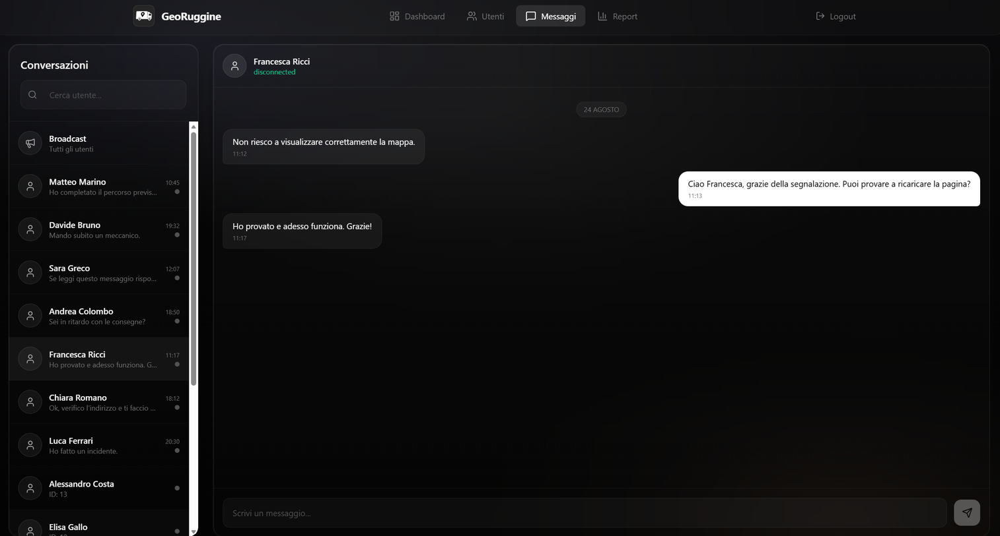 GeoRuggine
Dashboard
Utenti
Messaggi
Report
Logout
Conversazioni
Cerca utente...
Broadcast
Tutti gli utenti
Matteo Marino
10:45
Ho completato il percorso previs...
Davide Bruno
19:32
Mando subito un meccanico.
Sara Greco
12:07
Se leggi questo messaggio rispo...
Andrea Colombo
18:50
Sei in ritardo con le consegne?
Francesca Ricci
11:17
Ho provato e adesso funziona. G...
Chiara Romano
18:12
Ok, verifico l'indirizzo e ti faccio ...
Luca Ferrari
20:30
Ho fatto un incidente.
Alessandro Costa
ID: 13
Elisa Gallo
Francesca Ricci
disconnected
24 AGOSTO
Non riesco a visualizzare correttamente la mappa.
11:12
Ciao Francesca, grazie della segnalazione. Puoi provare a ricaricare la pagina?
11:13
Ho provato e adesso funziona. Grazie!
11:17
Scrivi un messaggio...